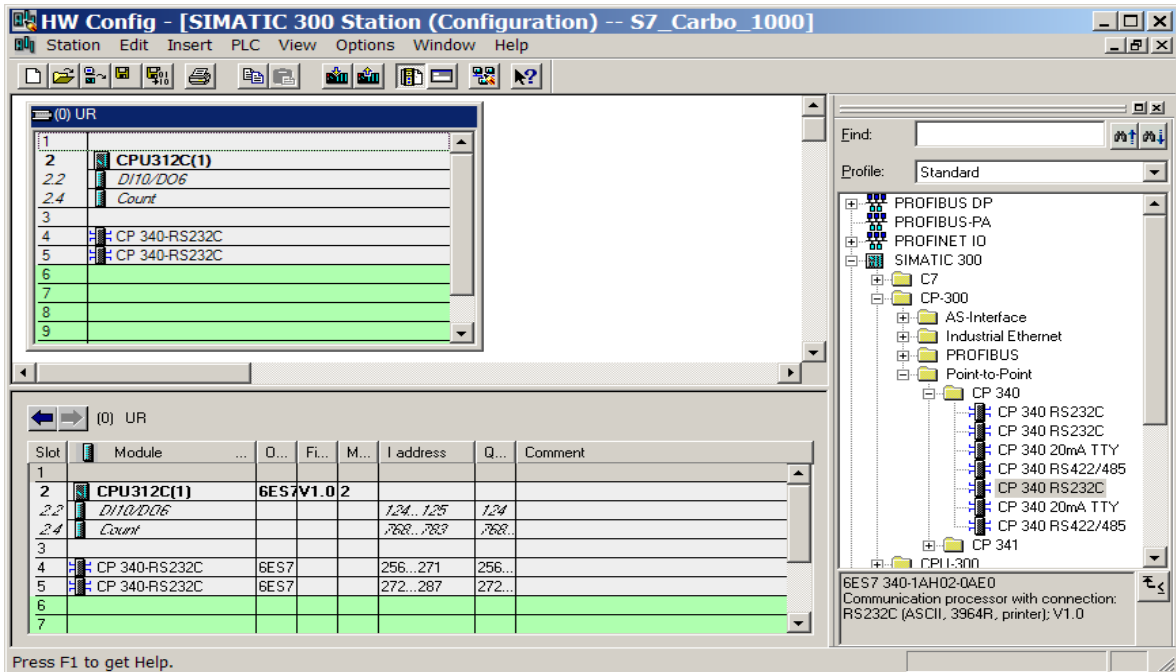 HW Config - [SIMATIC 300 Station (Configuration) -- S7_Carbo_1000]
Station Edit Insert PLC View Options Window Help
(0) UR
1
2 CPU312C(1)
2.2 DI10/DO6
2.4 Count
3
4 CP 340-RS232C
5 CP 340-RS232C
6
7
8
9
(0) UR
Slot Module ... O... Fi... M... I address Q... Comment
1
2 CPU312C(1) 6ES7 V1.0 2
2.2 DI10/DO6 124...125 124
2.4 Count 768...783 768..
3
4 CP 340-RS232C 6ES7 256...271 256...
5 CP 340-RS232C 6ES7 272...287 272...
6
7
Find:
Profile: Standard
PROFIBUS DP
PROFIBUS-PA
PROFINET IO
SIMATIC 300
C7
CP-300
AS-Interface
Industrial Ethernet
PROFIBUS
Point-to-Point
CP 340
CP 340 RS232C
CP 340 RS232C
CP 340 20mA TTY
CP 340 RS422/485
CP 340 RS232C
CP 340 20mA TTY
CP 340 RS422/485
CP 341
CPU-300
6ES7 340-1AH02-0AE0
Communication processor with connection:
RS232C (ASCII, 3964R, printer); V1.0
Press F1 to get Help.